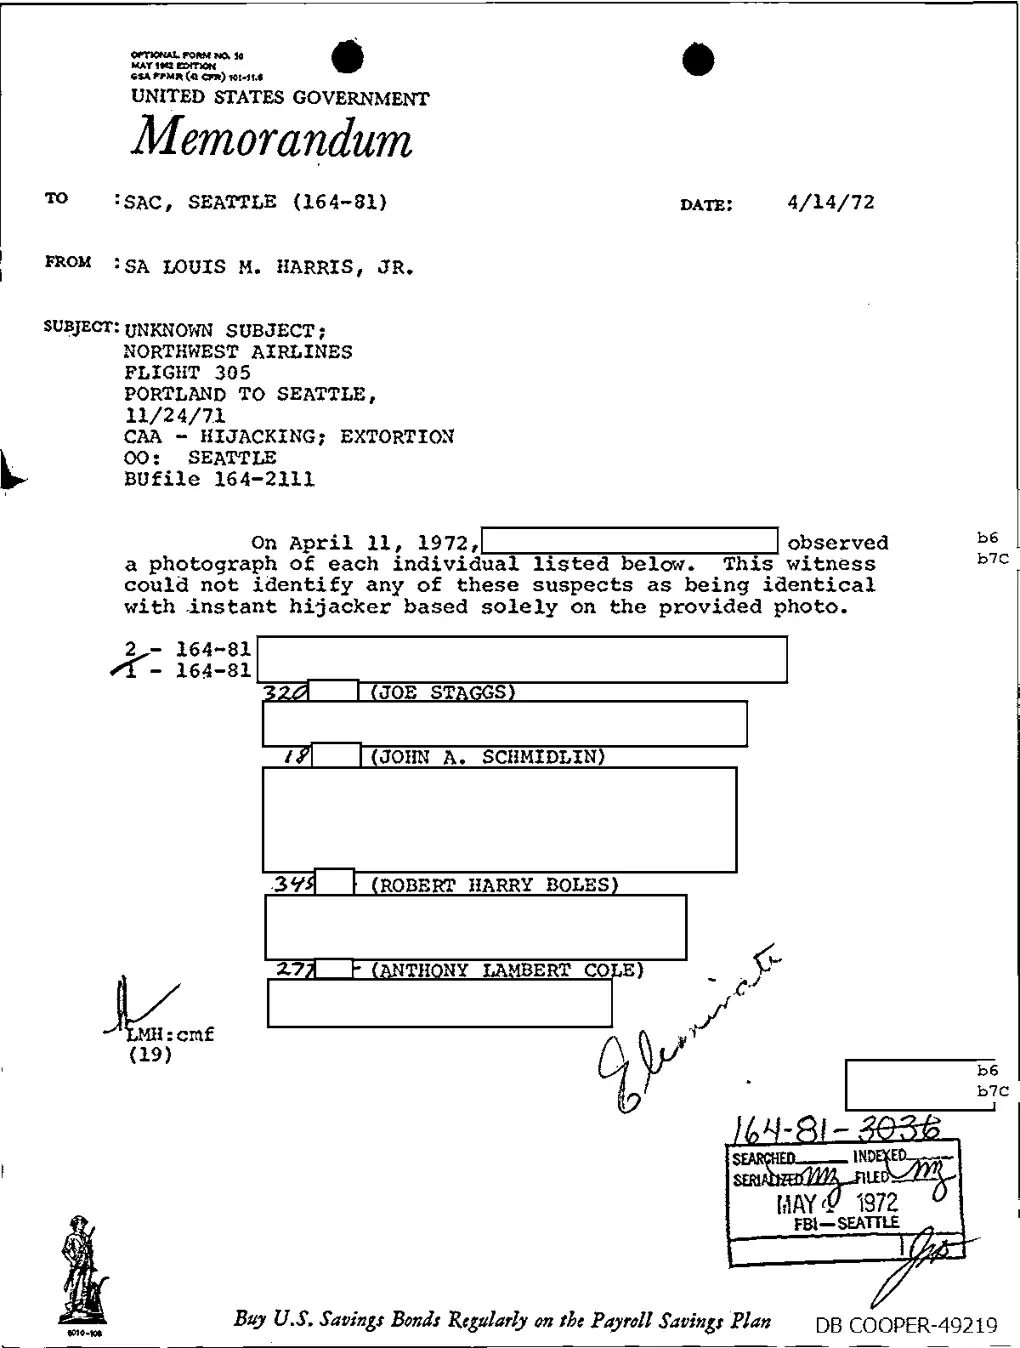 OPTIONAL FORM NO. 10
MAY 1962 EDITION
GSA FPMR (41 CFR) 101-11.6
UNITED STATES GOVERNMENT
Memorandum
TO :SAC, SEATTLE (164-81) DATE: 4/14/72
FROM :SA LOUIS M. HARRIS, JR.
SUBJECT: UNKNOWN SUBJECT;
NORTHWEST AIRLINES
FLIGHT 305
PORTLAND TO SEATTLE,
11/24/71
CAA - HIJACKING; EXTORTION
OO: SEATTLE
BUfile 164-2111
On April 11, 1972, observed b6
a photograph of each individual listed below. This witness b7C
could not identify any of these suspects as being identical
with instant hijacker based solely on the provided photo.
2 - 164-81
1 - 164-81
320 (JOE STAGGS)
18 (JOHN A. SCHMIDLIN)
345 (ROBERT HARRY BOLES)
277 - (ANTHONY LAMBERT COLE)
Eleminate
LMH:cmf
(19)
b6
b7C
164-81-3036
SEARCHED INDEXED
SERIALIZED FILED
MAY 1972
FBI-SEATTLE
8010-108
Buy U.S. Savings Bonds Regularly on the Payroll Savings Plan
DB COOPER-49219